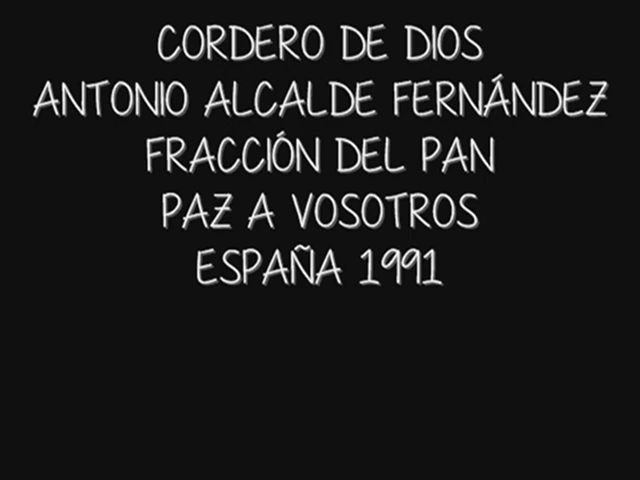 CORDERO DE DIOS
ANTONIO ALCALDE FERNÁNDEZ
FRACCIÓN DEL PAN
PAZ A VOSOTROS
ESPAÑA 1991